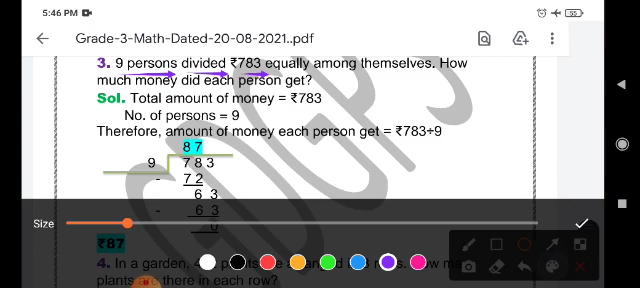 5:46 PM
55
Grade-3-Math-Dated-20-08-2021..pdf
3. 9 persons divided ₹783 equally among themselves. How
much money did each person get?
Sol. Total amount of money = ₹783
No. of persons = 9
Therefore, amount of money each person get = ₹783÷9
8 7
9 7 8 3
- 7 2
6 3
- 6 3
0
Size
₹87
4. In a garden,
plants are there in each row?